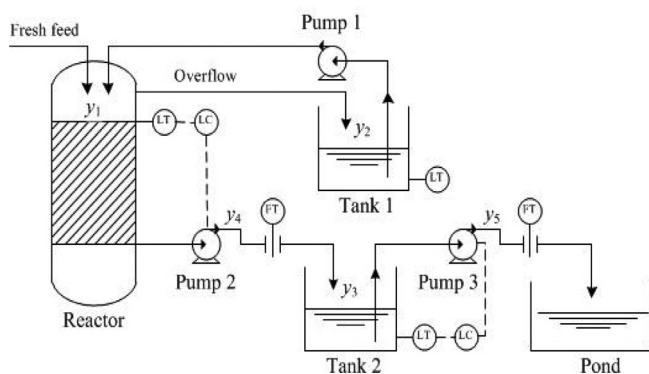 Pump 1
Fresh feed
Overflow
y1
y2
LT
LC
LT
Tank 1
FT
FT
y4
y5
Pump 2
y3
Pump 3
Reactor
LT
LC
Tank 2
Pond